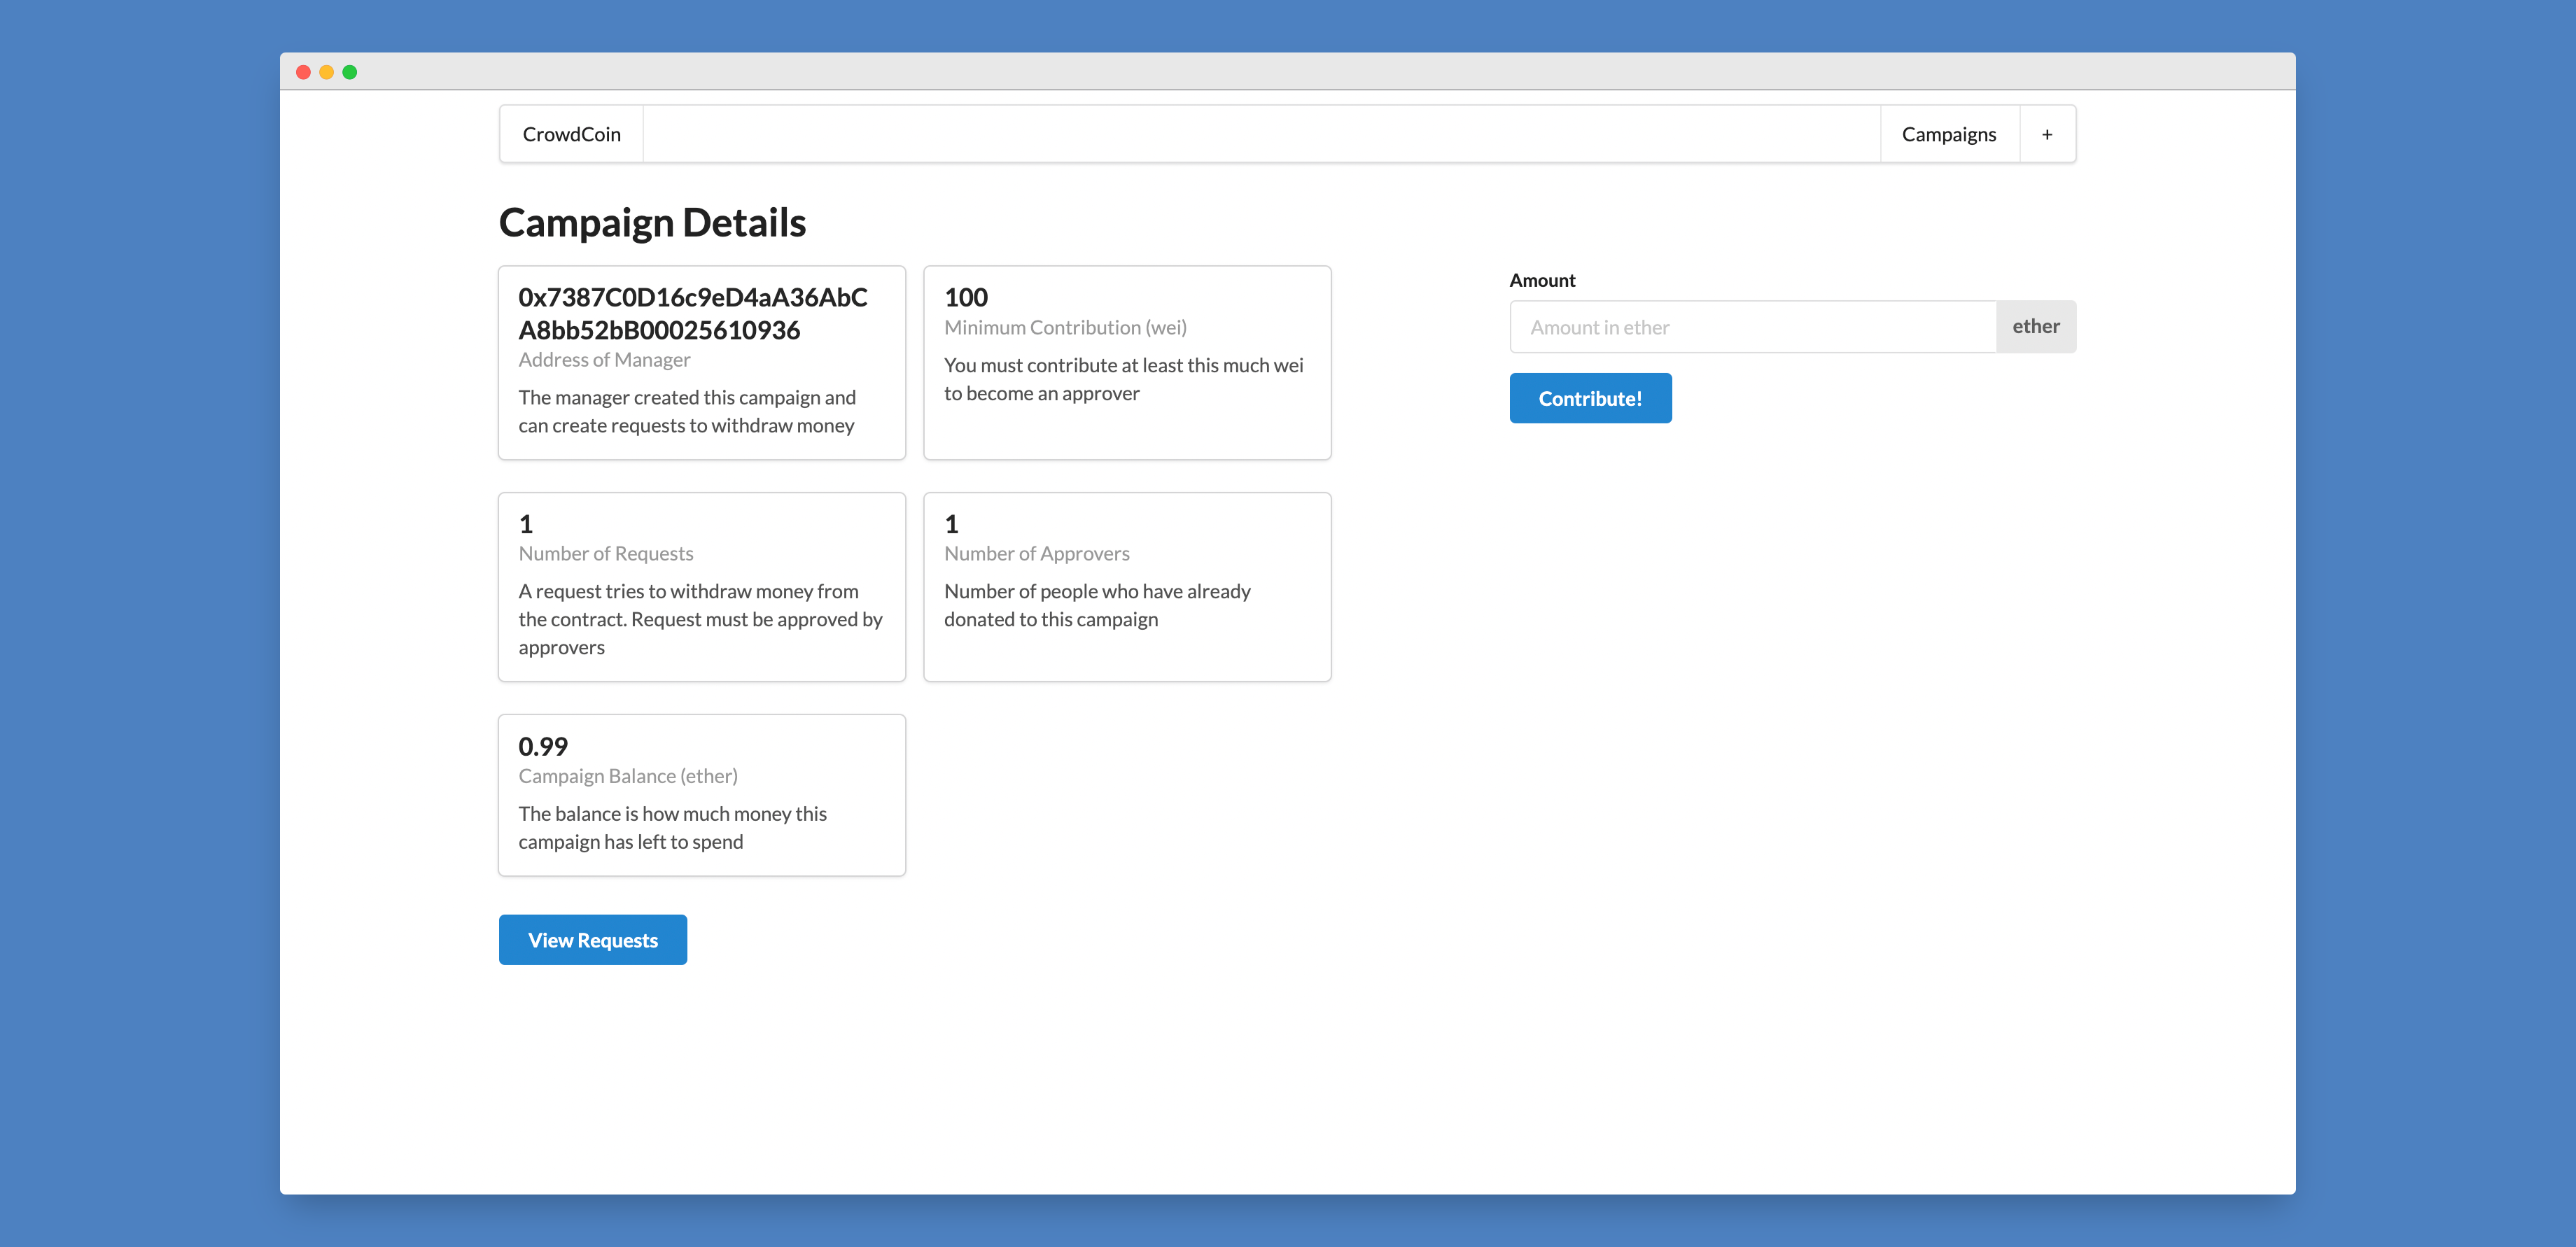 CrowdCoin
Campaigns
+
Campaign Details
0x7387C0D16c9eD4aA36AbC
A8bb52bB00025610936
Address of Manager
The manager created this campaign and
can create requests to withdraw money
100
Minimum Contribution (wei)
You must contribute at least this much wei
to become an approver
1
Number of Requests
A request tries to withdraw money from
the contract. Request must be approved by
approvers
1
Number of Approvers
Number of people who have already
donated to this campaign
0.99
Campaign Balance (ether)
The balance is how much money this
campaign has left to spend
View Requests
Amount
Amount in ether
ether
Contribute!